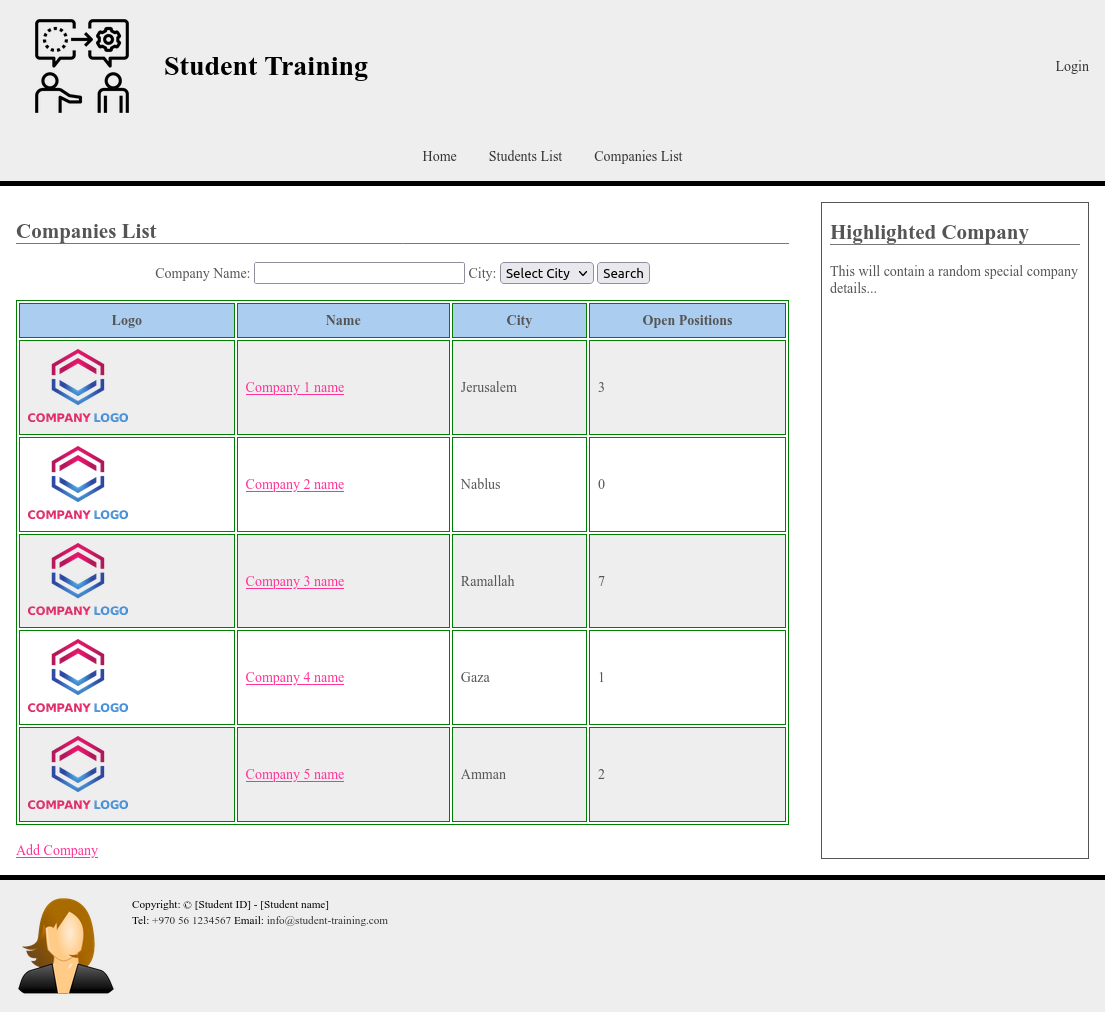 Student Training
Login
Home Students List Companies List
Companies List
Company Name: City: Select City Search
Logo Name City Open Positions
COMPANY LOGO Company 1 name Jerusalem 3
COMPANY LOGO Company 2 name Nablus 0
COMPANY LOGO Company 3 name Ramallah 7
COMPANY LOGO Company 4 name Gaza 1
COMPANY LOGO Company 5 name Amman 2
Add Company
Highlighted Company
This will contain a random special company
details...
Copyright: © [Student ID] - [Student name]
Tel: +970 56 1234567 Email: info@student-training.com